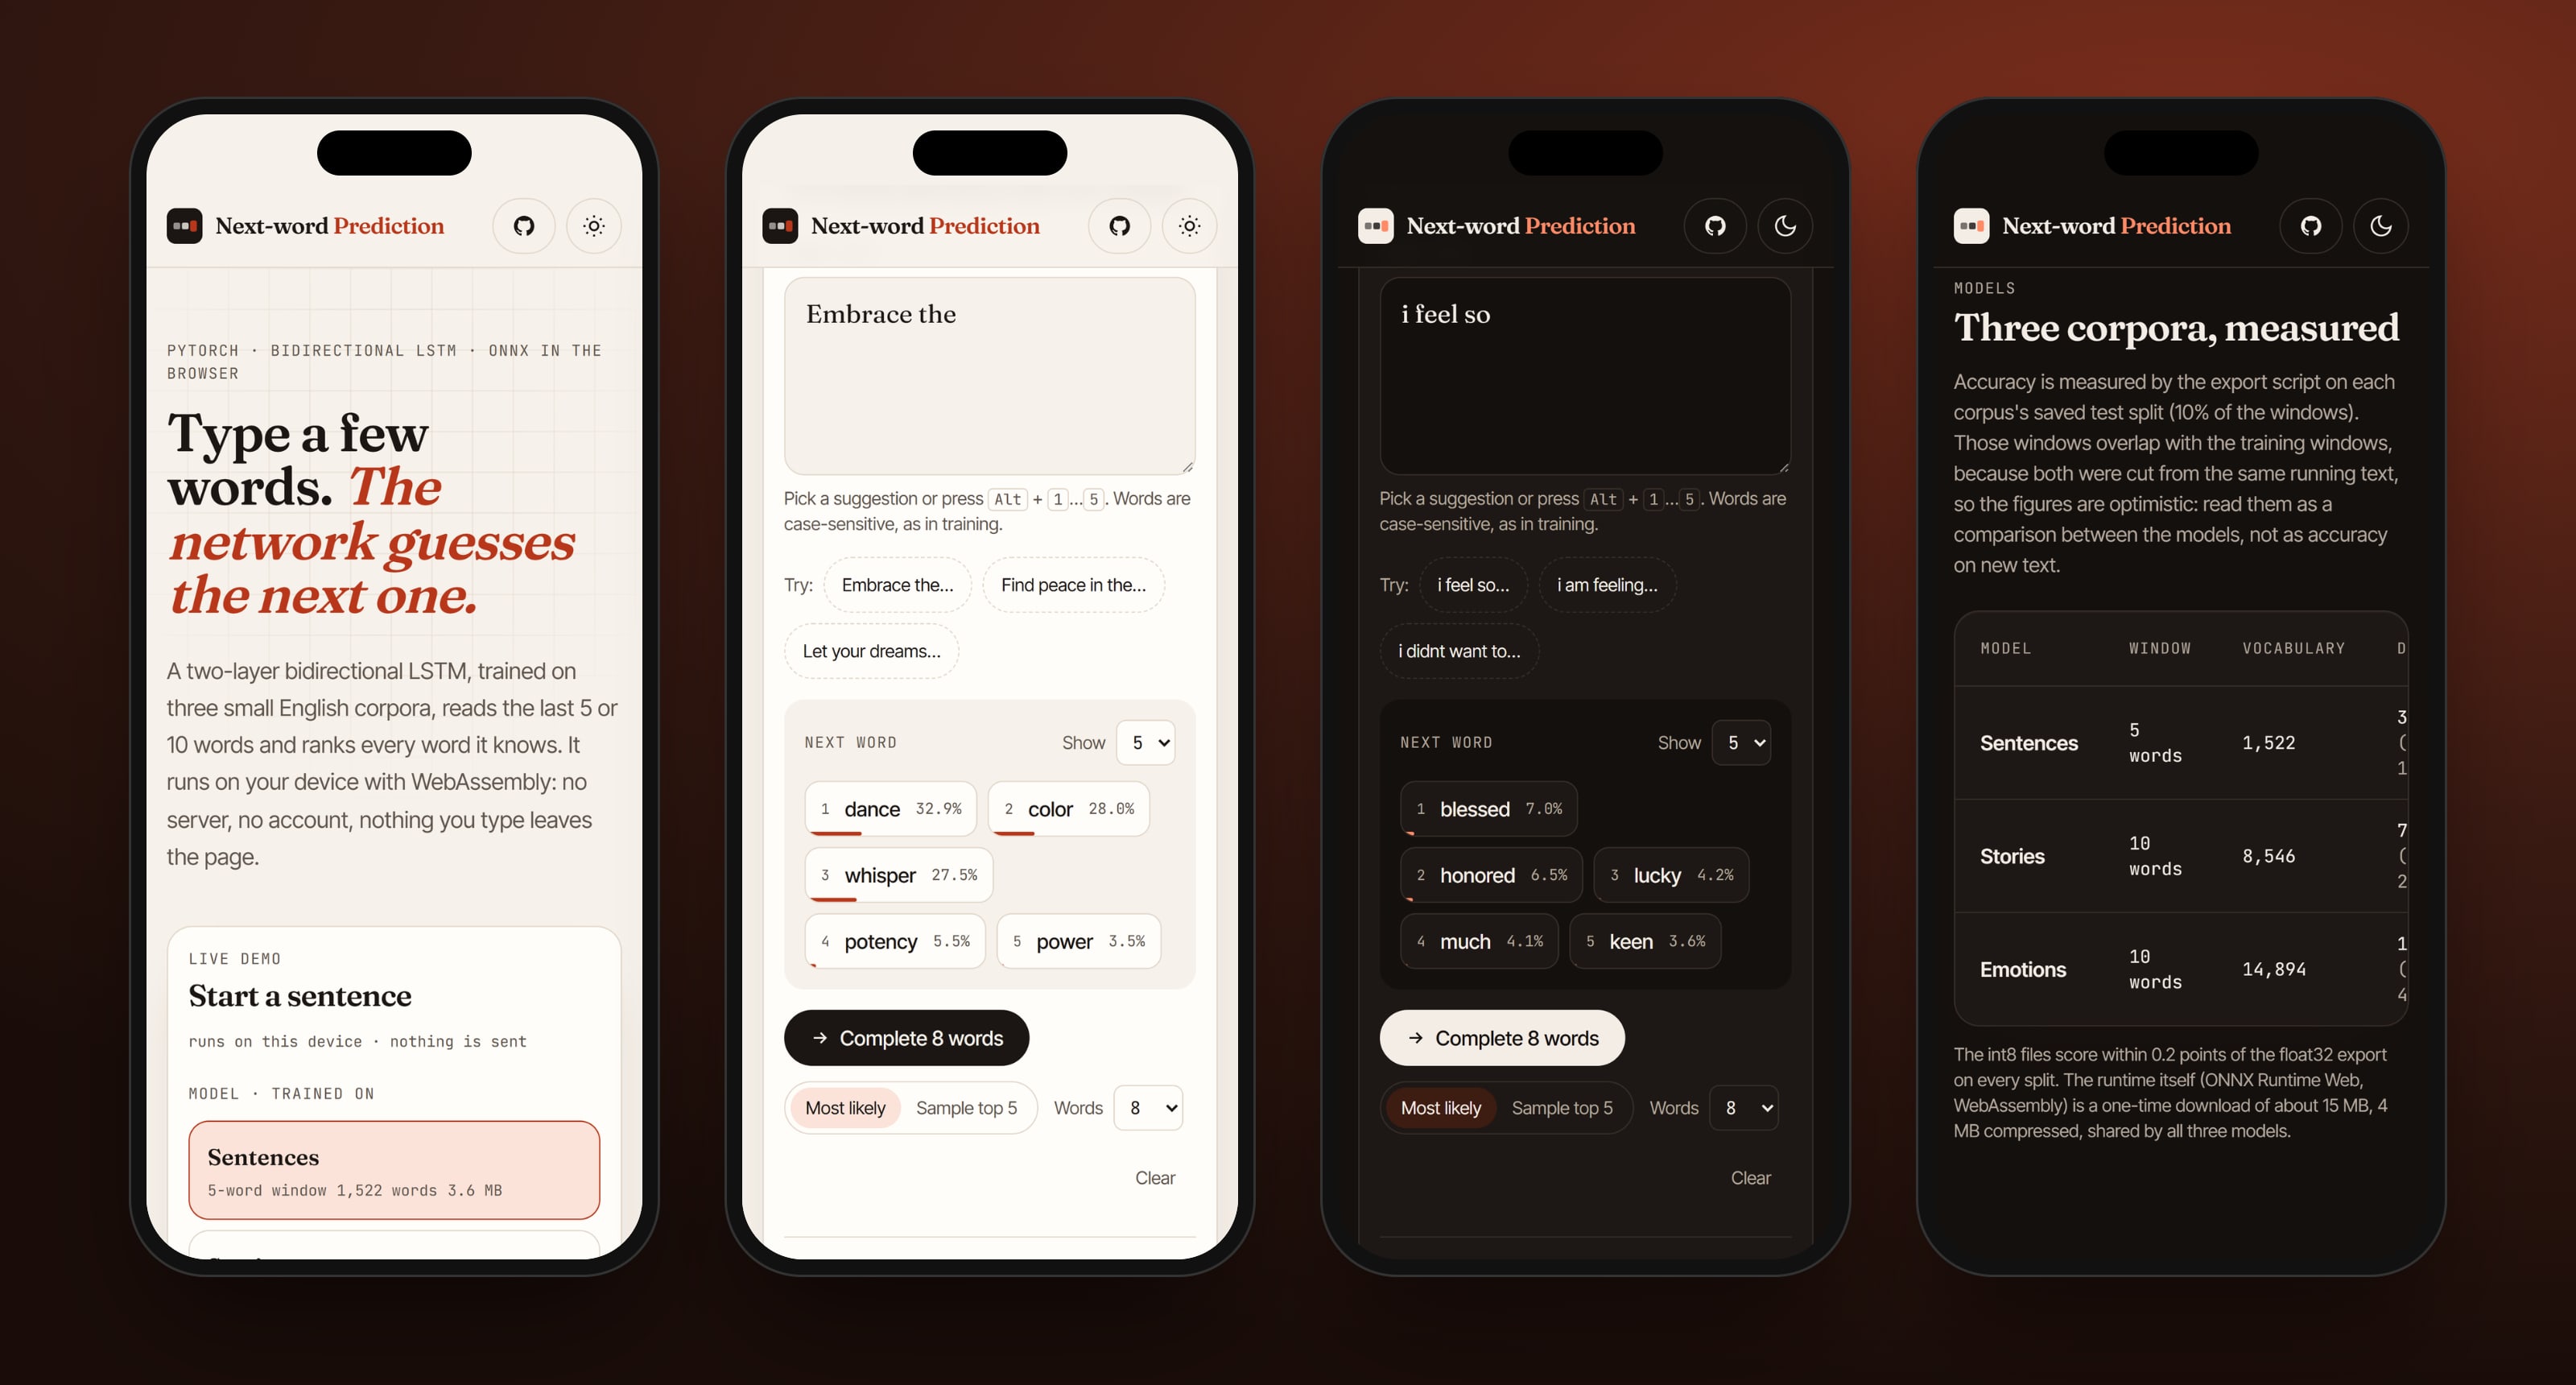 Next-word Prediction
PYTORCH · BIDIRECTIONAL LSTM · ONNX IN THE
BROWSER
Type a few
words. The
network guesses
the next one.
A two-layer bidirectional LSTM, trained on
three small English corpora, reads the last 5 or
10 words and ranks every word it knows. It
runs on your device with WebAssembly: no
server, no account, nothing you type leaves
the page.
LIVE DEMO
Start a sentence
runs on this device · nothing is sent
MODEL · TRAINED ON
Sentences
5-word window 1,522 words 3.6 MB
Next-word Prediction
Embrace the
Pick a suggestion or press Alt + 1...5. Words are
case-sensitive, as in training.
Try: Embrace the... Find peace in the...
Let your dreams...
NEXT WORD Show 5
1 dance 32.9% 2 color 28.0%
3 whisper 27.5%
4 potency 5.5% 5 power 3.5%
→ Complete 8 words
Most likely Sample top 5 Words 8
Clear
Next-word Prediction
i feel so
Pick a suggestion or press Alt + 1...5. Words are
case-sensitive, as in training.
Try: i feel so... i am feeling...
i didnt want to...
NEXT WORD Show 5
1 blessed 7.0%
2 honored 6.5% 3 lucky 4.2%
4 much 4.1% 5 keen 3.6%
→ Complete 8 words
Most likely Sample top 5 Words 8
Clear
Next-word Prediction
MODELS
Three corpora, measured
Accuracy is measured by the export script on each
corpus's saved test split (10% of the windows).
Those windows overlap with the training windows,
because both were cut from the same running text,
so the figures are optimistic: read them as a
comparison between the models, not as accuracy
on new text.
MODEL WINDOW VOCABULARY D
Sentences 5 words 1,522 3 ( 1
Stories 10 words 8,546 7 ( 2
Emotions 10 words 14,894 1 ( 4
The int8 files score within 0.2 points of the float32 export
on every split. The runtime itself (ONNX Runtime Web,
WebAssembly) is a one-time download of about 15 MB, 4
MB compressed, shared by all three models.